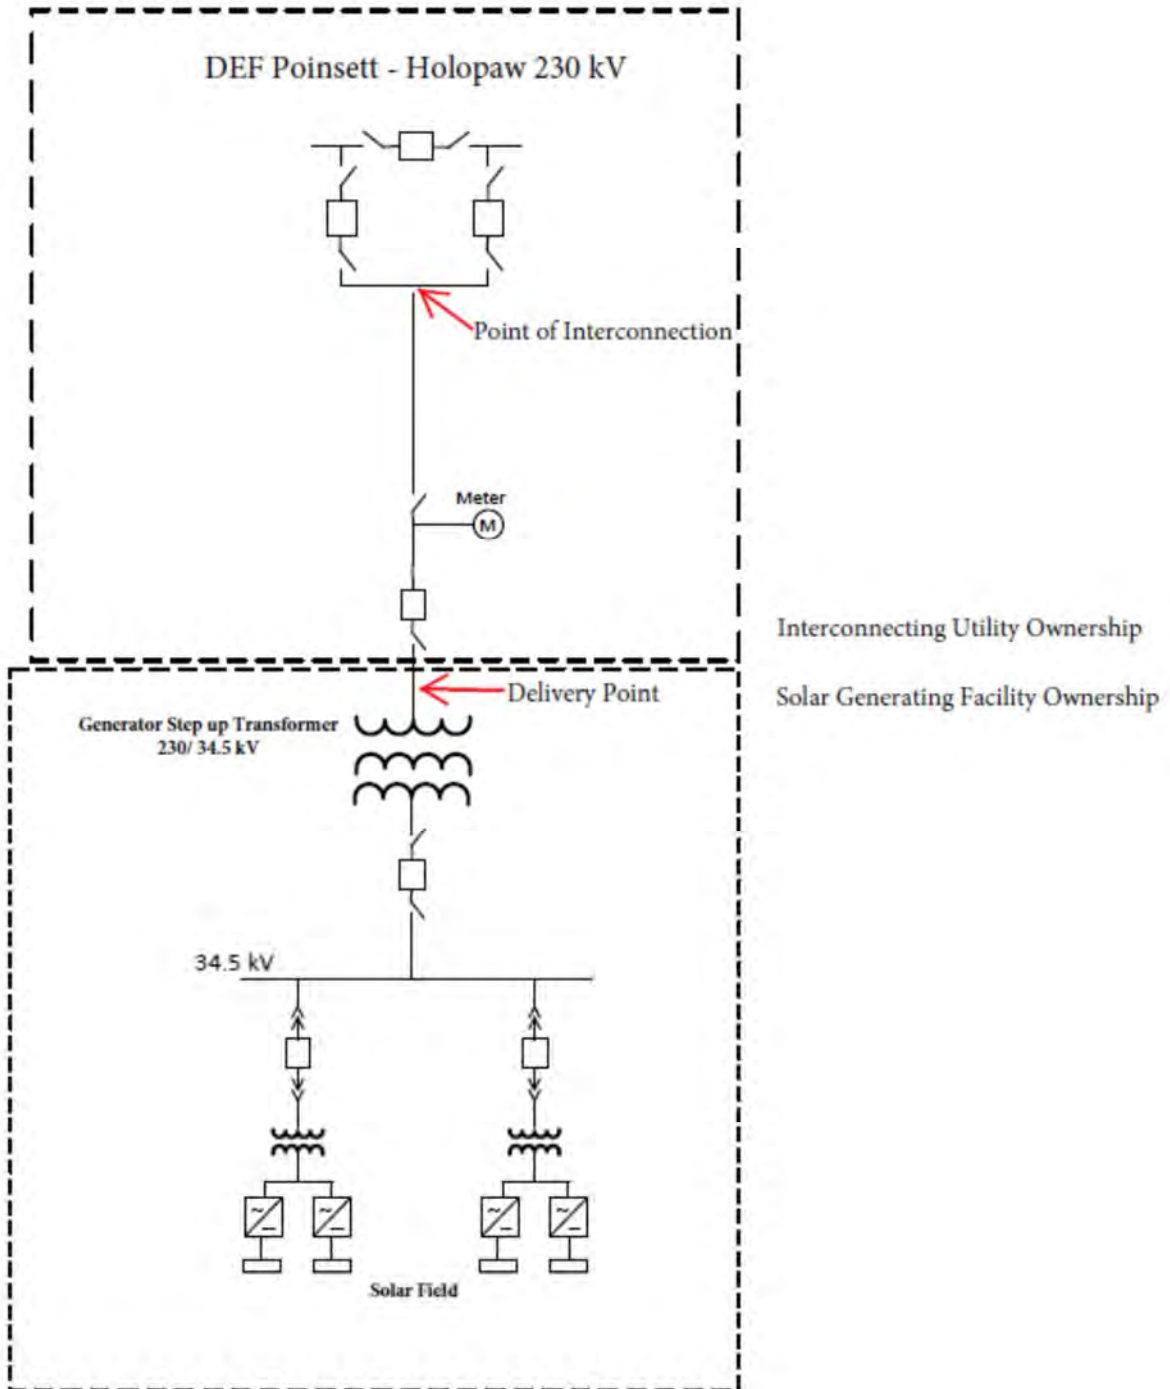 DEF Poinsett - Holopaw 230 kV
Point of Interconnection
Meter
M
Interconnecting Utility Ownership
Delivery Point
Solar Generating Facility Ownership
Generator Step up Transformer
230/ 34.5 kV
34.5 kV
Solar Field